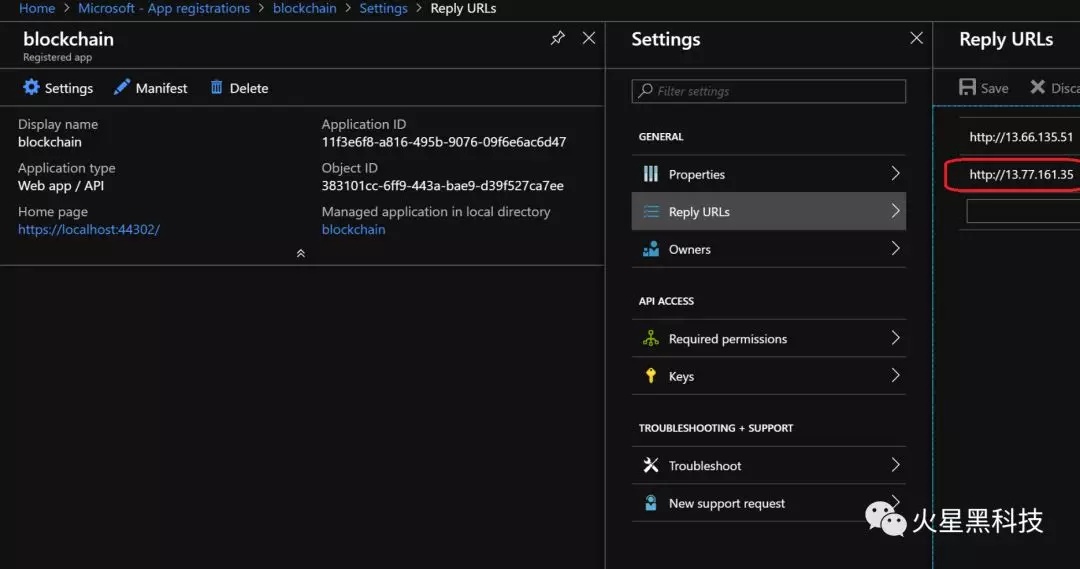 Home > Microsoft - App registrations > blockchain > Settings > Reply URLs
blockchain
Registered app
Settings Manifest Delete
Display name
blockchain
Application type
Web app / API
Home page
https://localhost:44302/
Application ID
11f3e6f8-a816-495b-9076-09f6e6ac6d47
Object ID
383101cc-6ff9-443a-bae9-d39f527ca7ee
Managed application in local directory
blockchain
Settings
Filter settings
GENERAL
Properties
Reply URLs
Owners
API ACCESS
Required permissions
Keys
TROUBLESHOOTING + SUPPORT
Troubleshoot
New support request
Reply URLs
Save Disca
http://13.66.135.51
http://13.77.161.35
火星黑科技